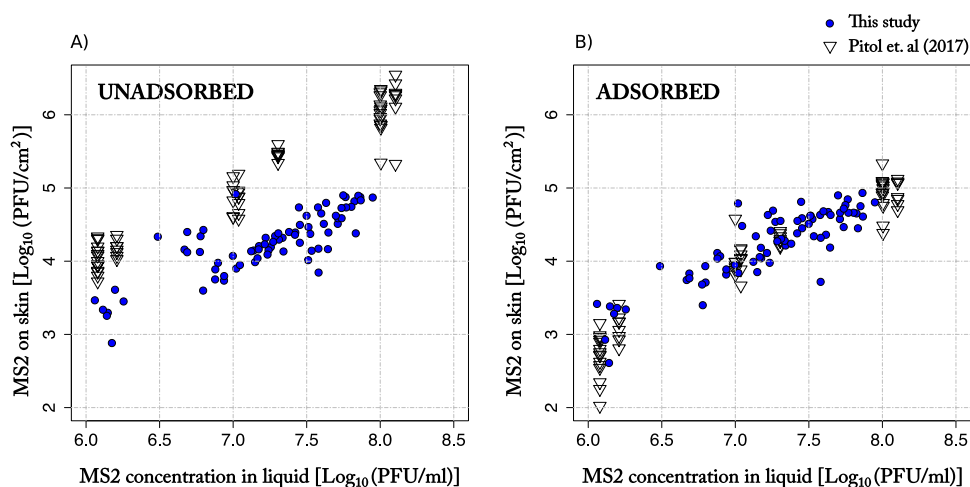 This study
Pitol et. al (2017)
A)
B)
UNADSORBED
ADSORBED
MS2 on skin [Log10 (PFU/cm2)]
6
5
4
3
2
6.0 6.5 7.0 7.5 8.0 8.5
MS2 concentration in liquid [Log10 (PFU/ml)]
MS2 on skin [Log10 (PFU/cm2)]
6
5
4
3
2
6.0 6.5 7.0 7.5 8.0 8.5
MS2 concentration in liquid [Log10 (PFU/ml)]